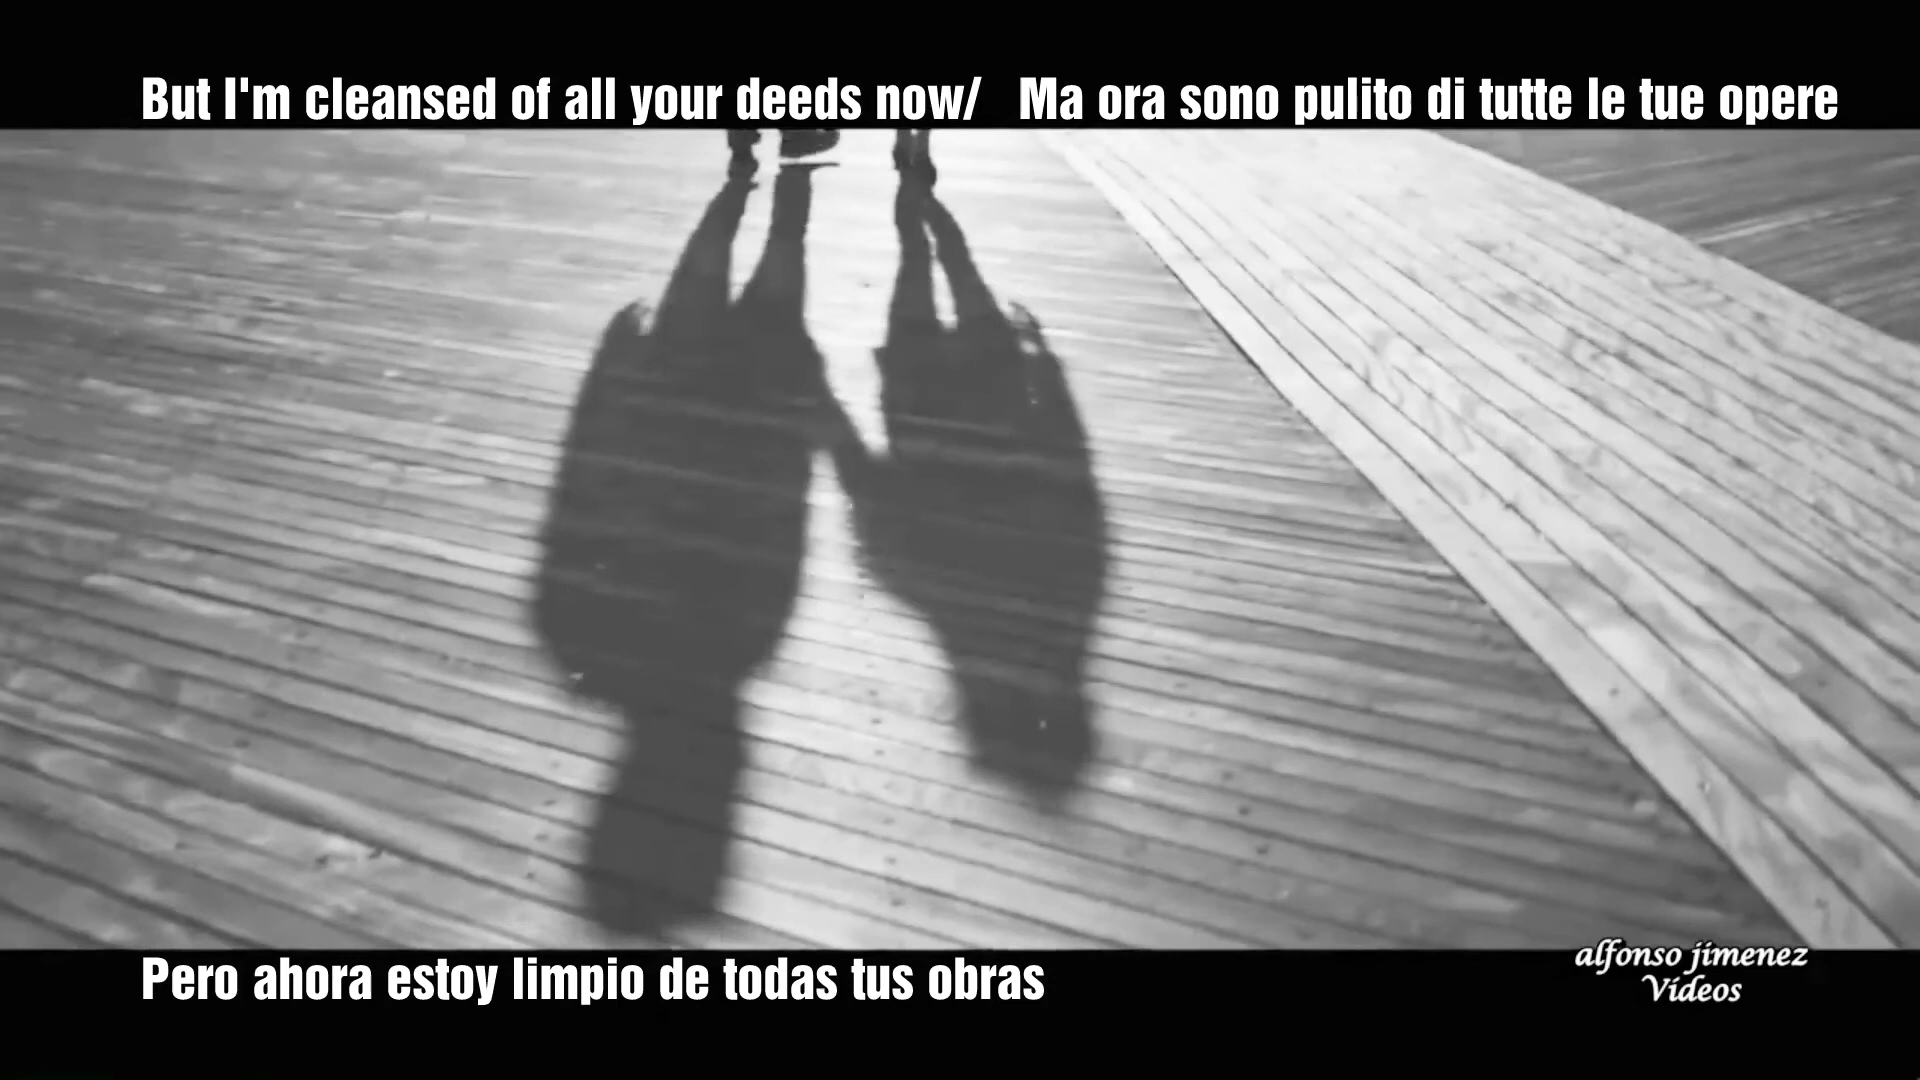 But I'm cleansed of all your deeds now/ Ma ora sono pulito di tutte le tue opere
Pero ahora estoy limpio de todas tus obras
alfonso jimenez
Vídeos